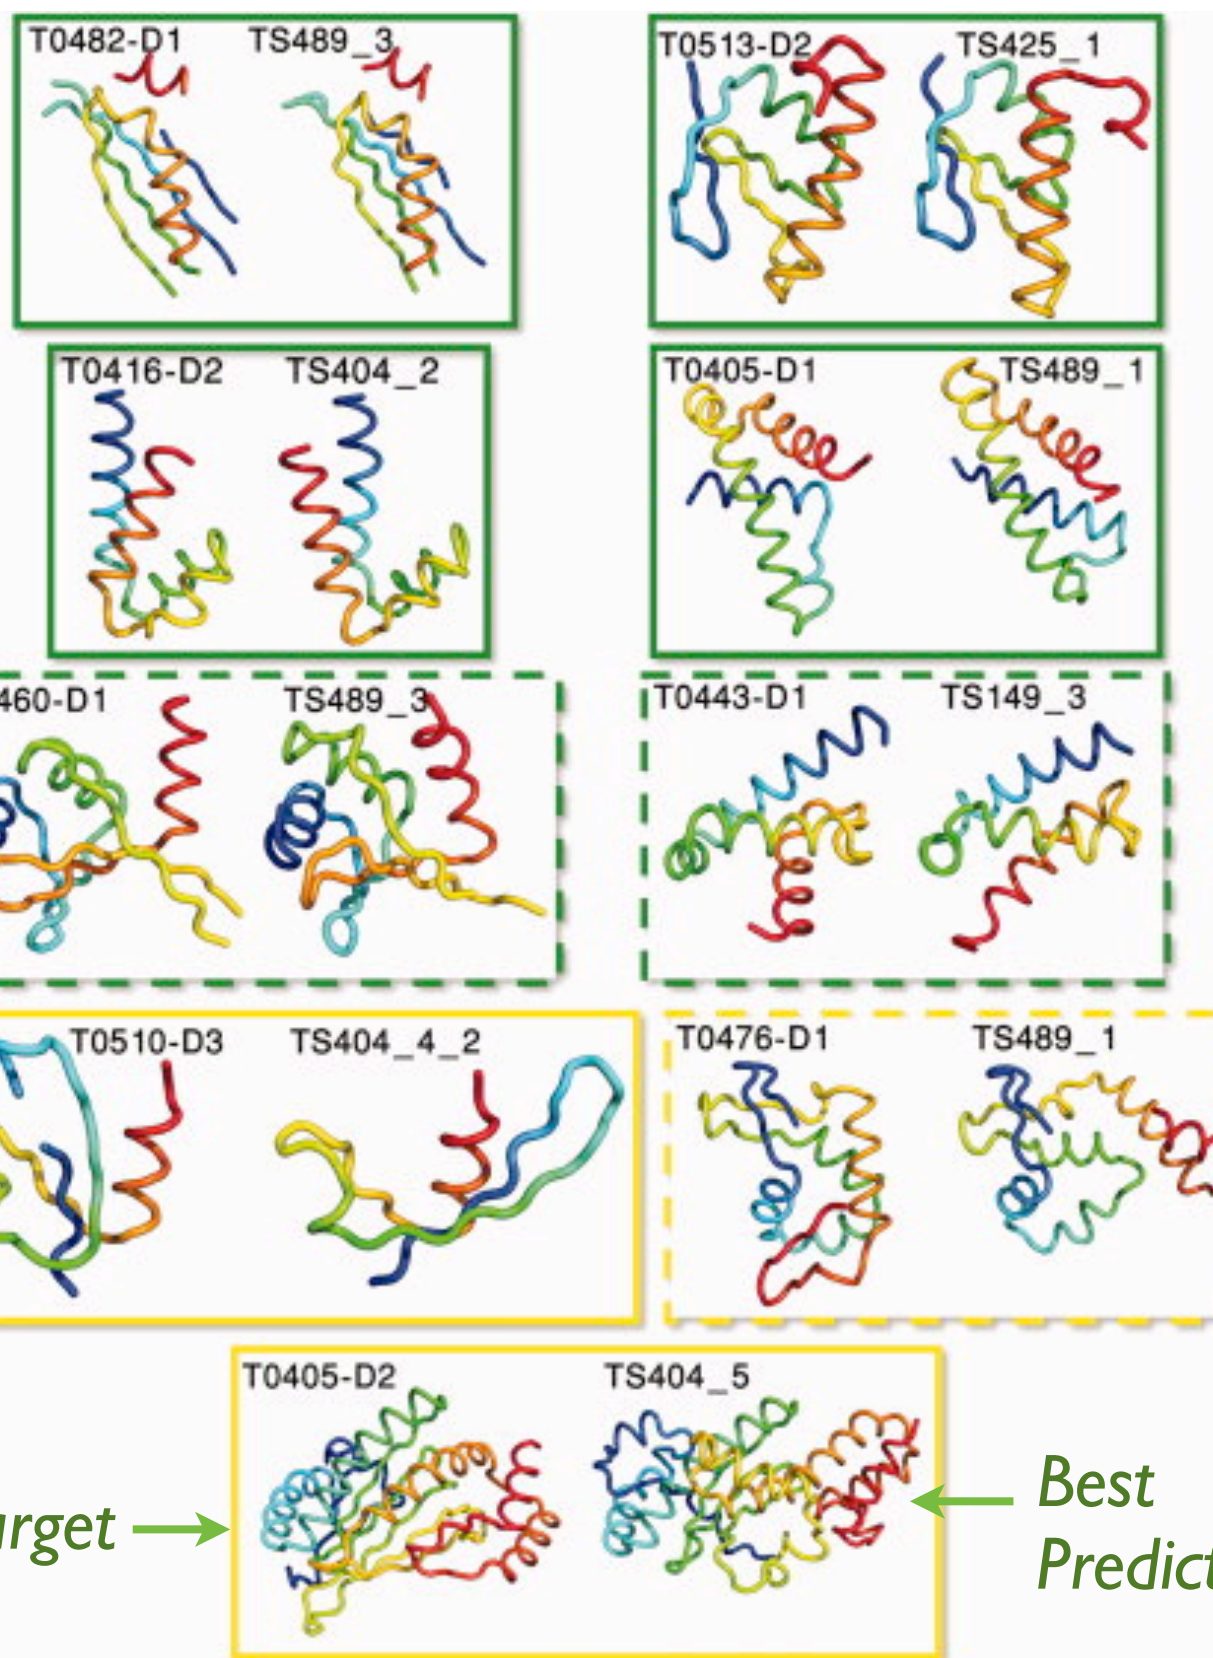 T0482-D1 TS489_3
T0513-D2 TS425_1
T0416-D2 TS404_2
T0405-D1 TS489_1
460-D1 TS489_3
T0443-D1 TS149_3
T0510-D3 TS404_4_2
T0476-D1 TS489_1
T0405-D2 TS404_5
arget
Best
Predict